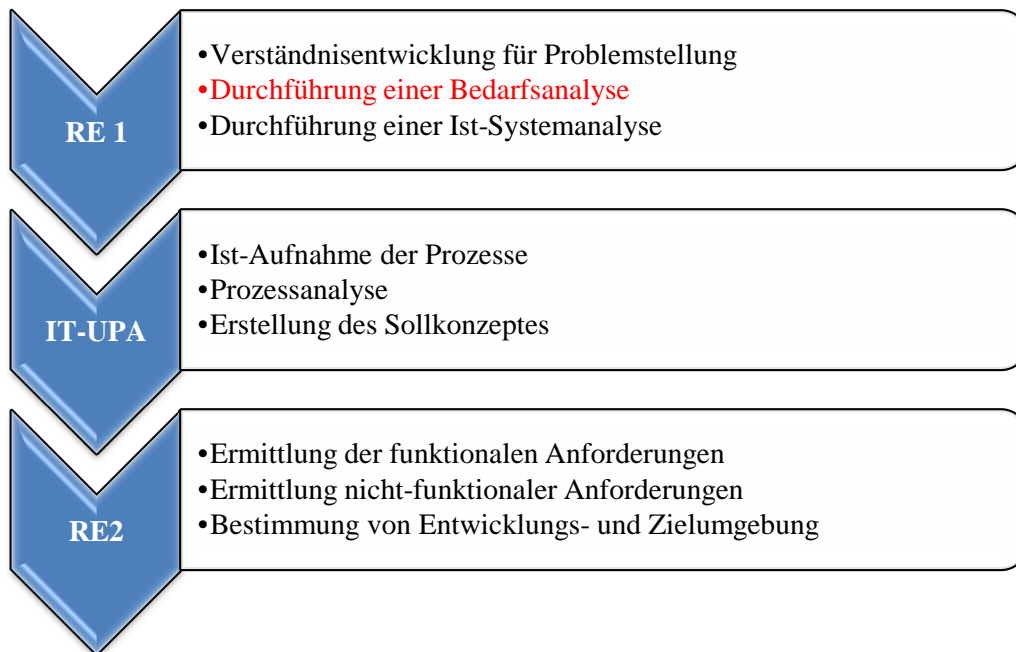 RE 1
•Verständnisentwicklung für Problemstellung
•Durchführung einer Bedarfsanalyse
•Durchführung einer Ist-Systemanalyse
IT-UPA
•Ist-Aufnahme der Prozesse
•Prozessanalyse
•Erstellung des Sollkonzeptes
RE2
•Ermittlung der funktionalen Anforderungen
•Ermittlung nicht-funktionaler Anforderungen
•Bestimmung von Entwicklungs- und Zielumgebung